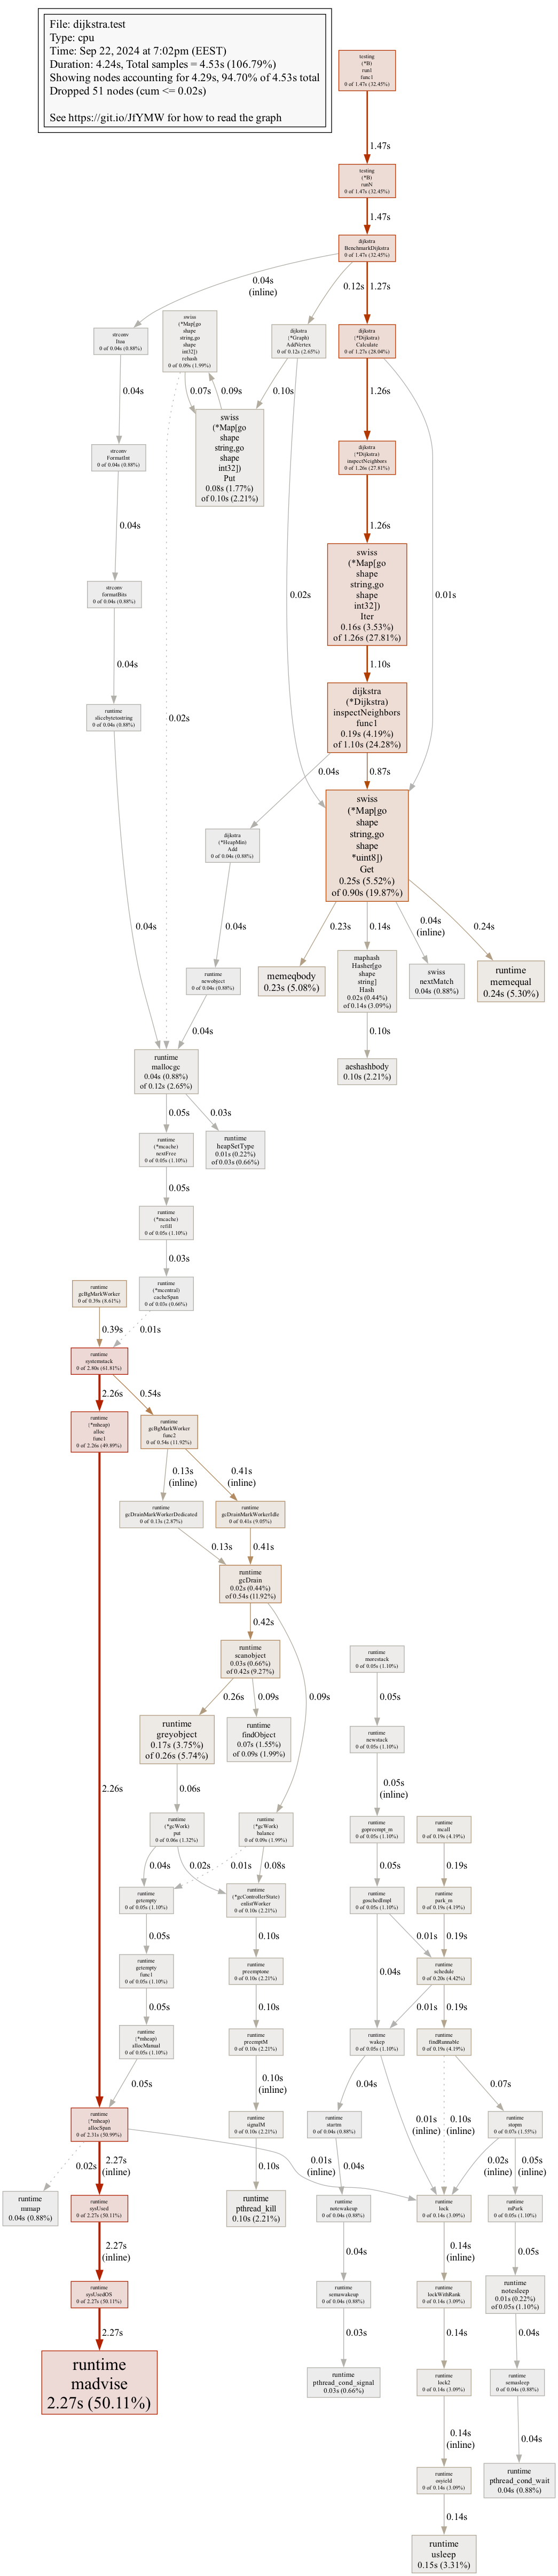 File: dijkstra.test
Type: cpu
Time: Sep 22, 2024 at 7:02pm (EEST)
Duration: 4.24s, Total samples = 4.53s (106.79%)
Showing nodes accounting for 4.29s, 94.70% of 4.53s total
Dropped 51 nodes (cum <= 0.02s)
See https://git.io/JfYMW for how to read the graph
testing
(*B)
run1
func1
0 of 1.47s (32.45%)
1.47s
testing
(*B)
runN
0 of 1.47s (32.45%)
1.47s
dijkstra
BenchmarkDijkstra
0 of 1.47s (32.45%)
0.04s
(inline)
0.12s
1.27s
strconv
Itoa
0 of 0.04s (0.88%)
swiss
(*Map[go
shape
string,go
shape
int32])
rehash
0 of 0.09s (1.99%)
dijkstra
(*Graph)
AddVertex
0 of 0.12s (2.65%)
dijkstra
(*Dijkstra)
Calculate
0 of 1.27s (28.04%)
0.04s
0.07s
0.09s
0.10s
1.26s
strconv
FormatInt
0 of 0.04s (0.88%)
swiss
(*Map[go
shape
string,go
shape
int32])
Put
0.08s (1.77%)
of 0.10s (2.21%)
dijkstra
(*Dijkstra)
inspectNeighbors
0 of 1.26s (27.81%)
0.04s
1.26s
strconv
formatBits
0 of 0.04s (0.88%)
swiss
(*Map[go
shape
string,go
shape
int32])
Iter
0.16s (3.53%)
of 1.26s (27.81%)
0.02s
0.01s
0.04s
1.10s
runtime
slicebytetostring
0 of 0.04s (0.88%)
0.02s
dijkstra
(*Dijkstra)
inspectNeighbors
func1
0.19s (4.19%)
of 1.10s (24.28%)
0.04s
0.87s
dijkstra
(*HeapMin)
Add
0 of 0.04s (0.88%)
swiss
(*Map[go
shape
string,go
shape
*uint8])
Get
0.25s (5.52%)
of 0.90s (19.87%)
0.04s
0.04s
0.23s
0.14s
0.04s
(inline)
0.24s
runtime
newobject
0 of 0.04s (0.88%)
memeqbody
0.23s (5.08%)
maphash
Hasher[go
shape
string]
Hash
0.02s (0.44%)
of 0.14s (3.09%)
swiss
nextMatch
0.04s (0.88%)
runtime
memequal
0.24s (5.30%)
0.04s
0.10s
runtime
mallocgc
0.04s (0.88%)
of 0.12s (2.65%)
aeshashbody
0.10s (2.21%)
0.05s
0.03s
runtime
(*mcache)
nextFree
0 of 0.05s (1.10%)
runtime
heapSetType
0.01s (0.22%)
of 0.03s (0.66%)
0.05s
runtime
(*mcache)
refill
0 of 0.05s (1.10%)
0.03s
runtime
gcBgMarkWorker
0 of 0.39s (8.61%)
runtime
(*mcentral)
cacheSpan
0 of 0.03s (0.66%)
0.39s
0.01s
runtime
systemstack
0 of 2.80s (61.81%)
2.26s
0.54s
runtime
(*mheap)
alloc
func1
0 of 2.26s (49.89%)
runtime
gcBgMarkWorker
func2
0 of 0.54s (11.92%)
0.13s
(inline)
0.41s
(inline)
runtime
gcDrainMarkWorkerDedicated
0 of 0.13s (2.87%)
runtime
gcDrainMarkWorkerIdle
0 of 0.41s (9.05%)
0.13s
0.41s
runtime
gcDrain
0.02s (0.44%)
of 0.54s (11.92%)
0.42s
runtime
scanobject
0.03s (0.66%)
of 0.42s (9.27%)
runtime
morestack
0 of 0.05s (1.10%)
0.26s
0.09s
0.09s
0.05s
runtime
greyobject
0.17s (3.75%)
of 0.26s (5.74%)
runtime
findObject
0.07s (1.55%)
of 0.09s (1.99%)
runtime
newstack
0 of 0.05s (1.10%)
2.26s
0.06s
0.05s
(inline)
runtime
(*gcWork)
put
0 of 0.06s (1.32%)
runtime
(*gcWork)
balance
0 of 0.09s (1.99%)
runtime
gopreempt_m
0 of 0.05s (1.10%)
runtime
mcall
0 of 0.19s (4.19%)
0.04s
0.02s
0.01s
0.08s
0.05s
0.19s
runtime
getempty
0 of 0.05s (1.10%)
runtime
(*gcControllerState)
enlistWorker
0 of 0.10s (2.21%)
runtime
goschedImpl
0 of 0.05s (1.10%)
runtime
park_m
0 of 0.19s (4.19%)
0.05s
0.10s
0.01s
0.19s
runtime
getempty
func1
0 of 0.05s (1.10%)
runtime
preemptone
0 of 0.10s (2.21%)
0.04s
runtime
schedule
0 of 0.20s (4.42%)
0.05s
0.10s
0.01s
0.19s
runtime
(*mheap)
allocManual
0 of 0.05s (1.10%)
runtime
preemptM
0 of 0.10s (2.21%)
runtime
wakep
0 of 0.05s (1.10%)
runtime
findRunnable
0 of 0.19s (4.19%)
0.05s
0.10s
(inline)
0.04s
0.07s
runtime
(*mheap)
allocSpan
0 of 2.31s (50.99%)
runtime
signalM
0 of 0.10s (2.21%)
runtime
startm
0 of 0.04s (0.88%)
0.01s
(inline)
0.10s
(inline)
runtime
stopm
0 of 0.07s (1.55%)
0.02s
2.27s
(inline)
0.10s
0.01s
(inline)
0.04s
0.02s
(inline)
0.05s
(inline)
runtime
mmap
0.04s (0.88%)
runtime
sysUsed
0 of 2.27s (50.11%)
runtime
pthread_kill
0.10s (2.21%)
runtime
notewakeup
0 of 0.04s (0.88%)
runtime
lock
0 of 0.14s (3.09%)
runtime
mPark
0 of 0.05s (1.10%)
2.27s
(inline)
0.04s
0.14s
(inline)
0.05s
runtime
sysUsedOS
0 of 2.27s (50.11%)
runtime
semawakeup
0 of 0.04s (0.88%)
runtime
lockWithRank
0 of 0.14s (3.09%)
runtime
notesleep
0.01s (0.22%)
of 0.05s (1.10%)
2.27s
0.03s
0.14s
0.04s
runtime
madvise
2.27s (50.11%)
runtime
pthread_cond_signal
0.03s (0.66%)
runtime
lock2
0 of 0.14s (3.09%)
runtime
semasleep
0 of 0.04s (0.88%)
0.14s
(inline)
0.04s
runtime
osyield
0 of 0.14s (3.09%)
runtime
pthread_cond_wait
0.04s (0.88%)
0.14s
runtime
usleep
0.15s (3.31%)